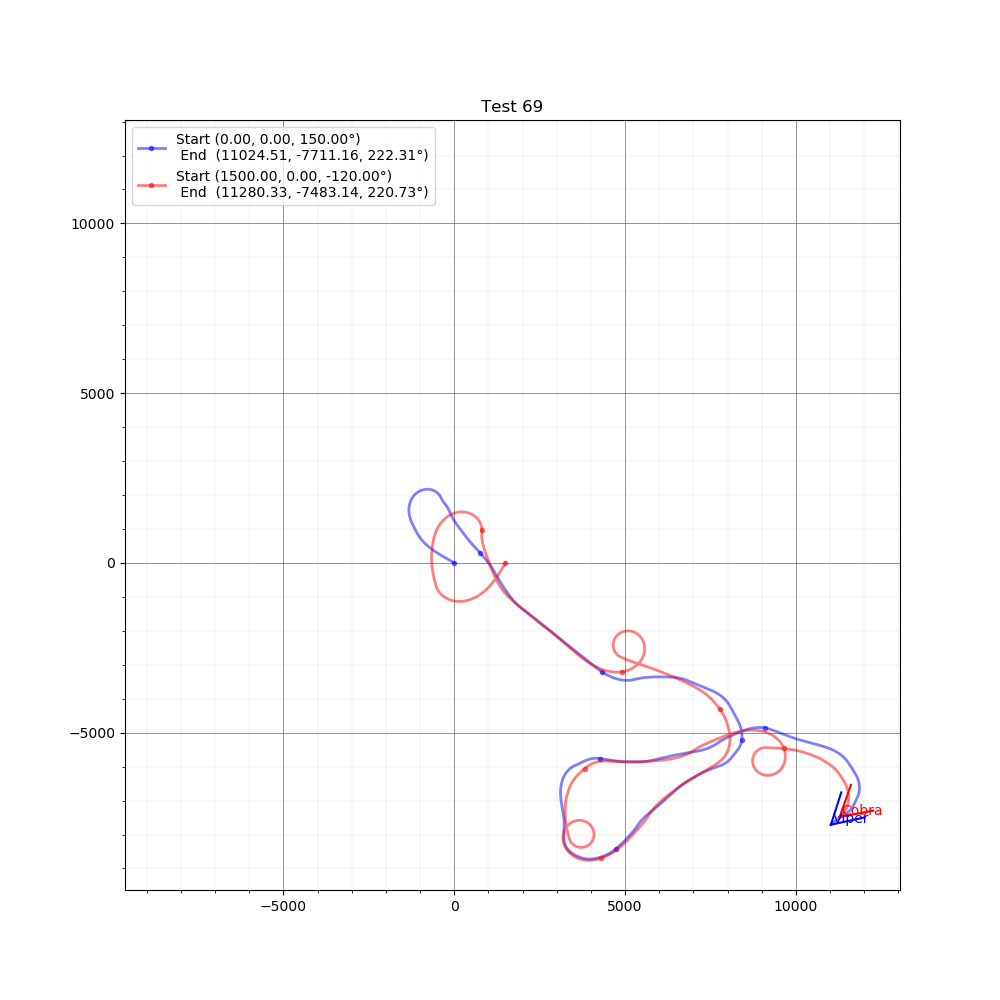 Test 69
Start (0.00, 0.00, 150.00°)
End  (11024.51, -7711.16, 222.31°)
Start (1500.00, 0.00, -120.00°)
End  (11280.33, -7483.14, 220.73°)
10000
5000
0
−5000
Cobra
Viper
−5000
0
5000
10000